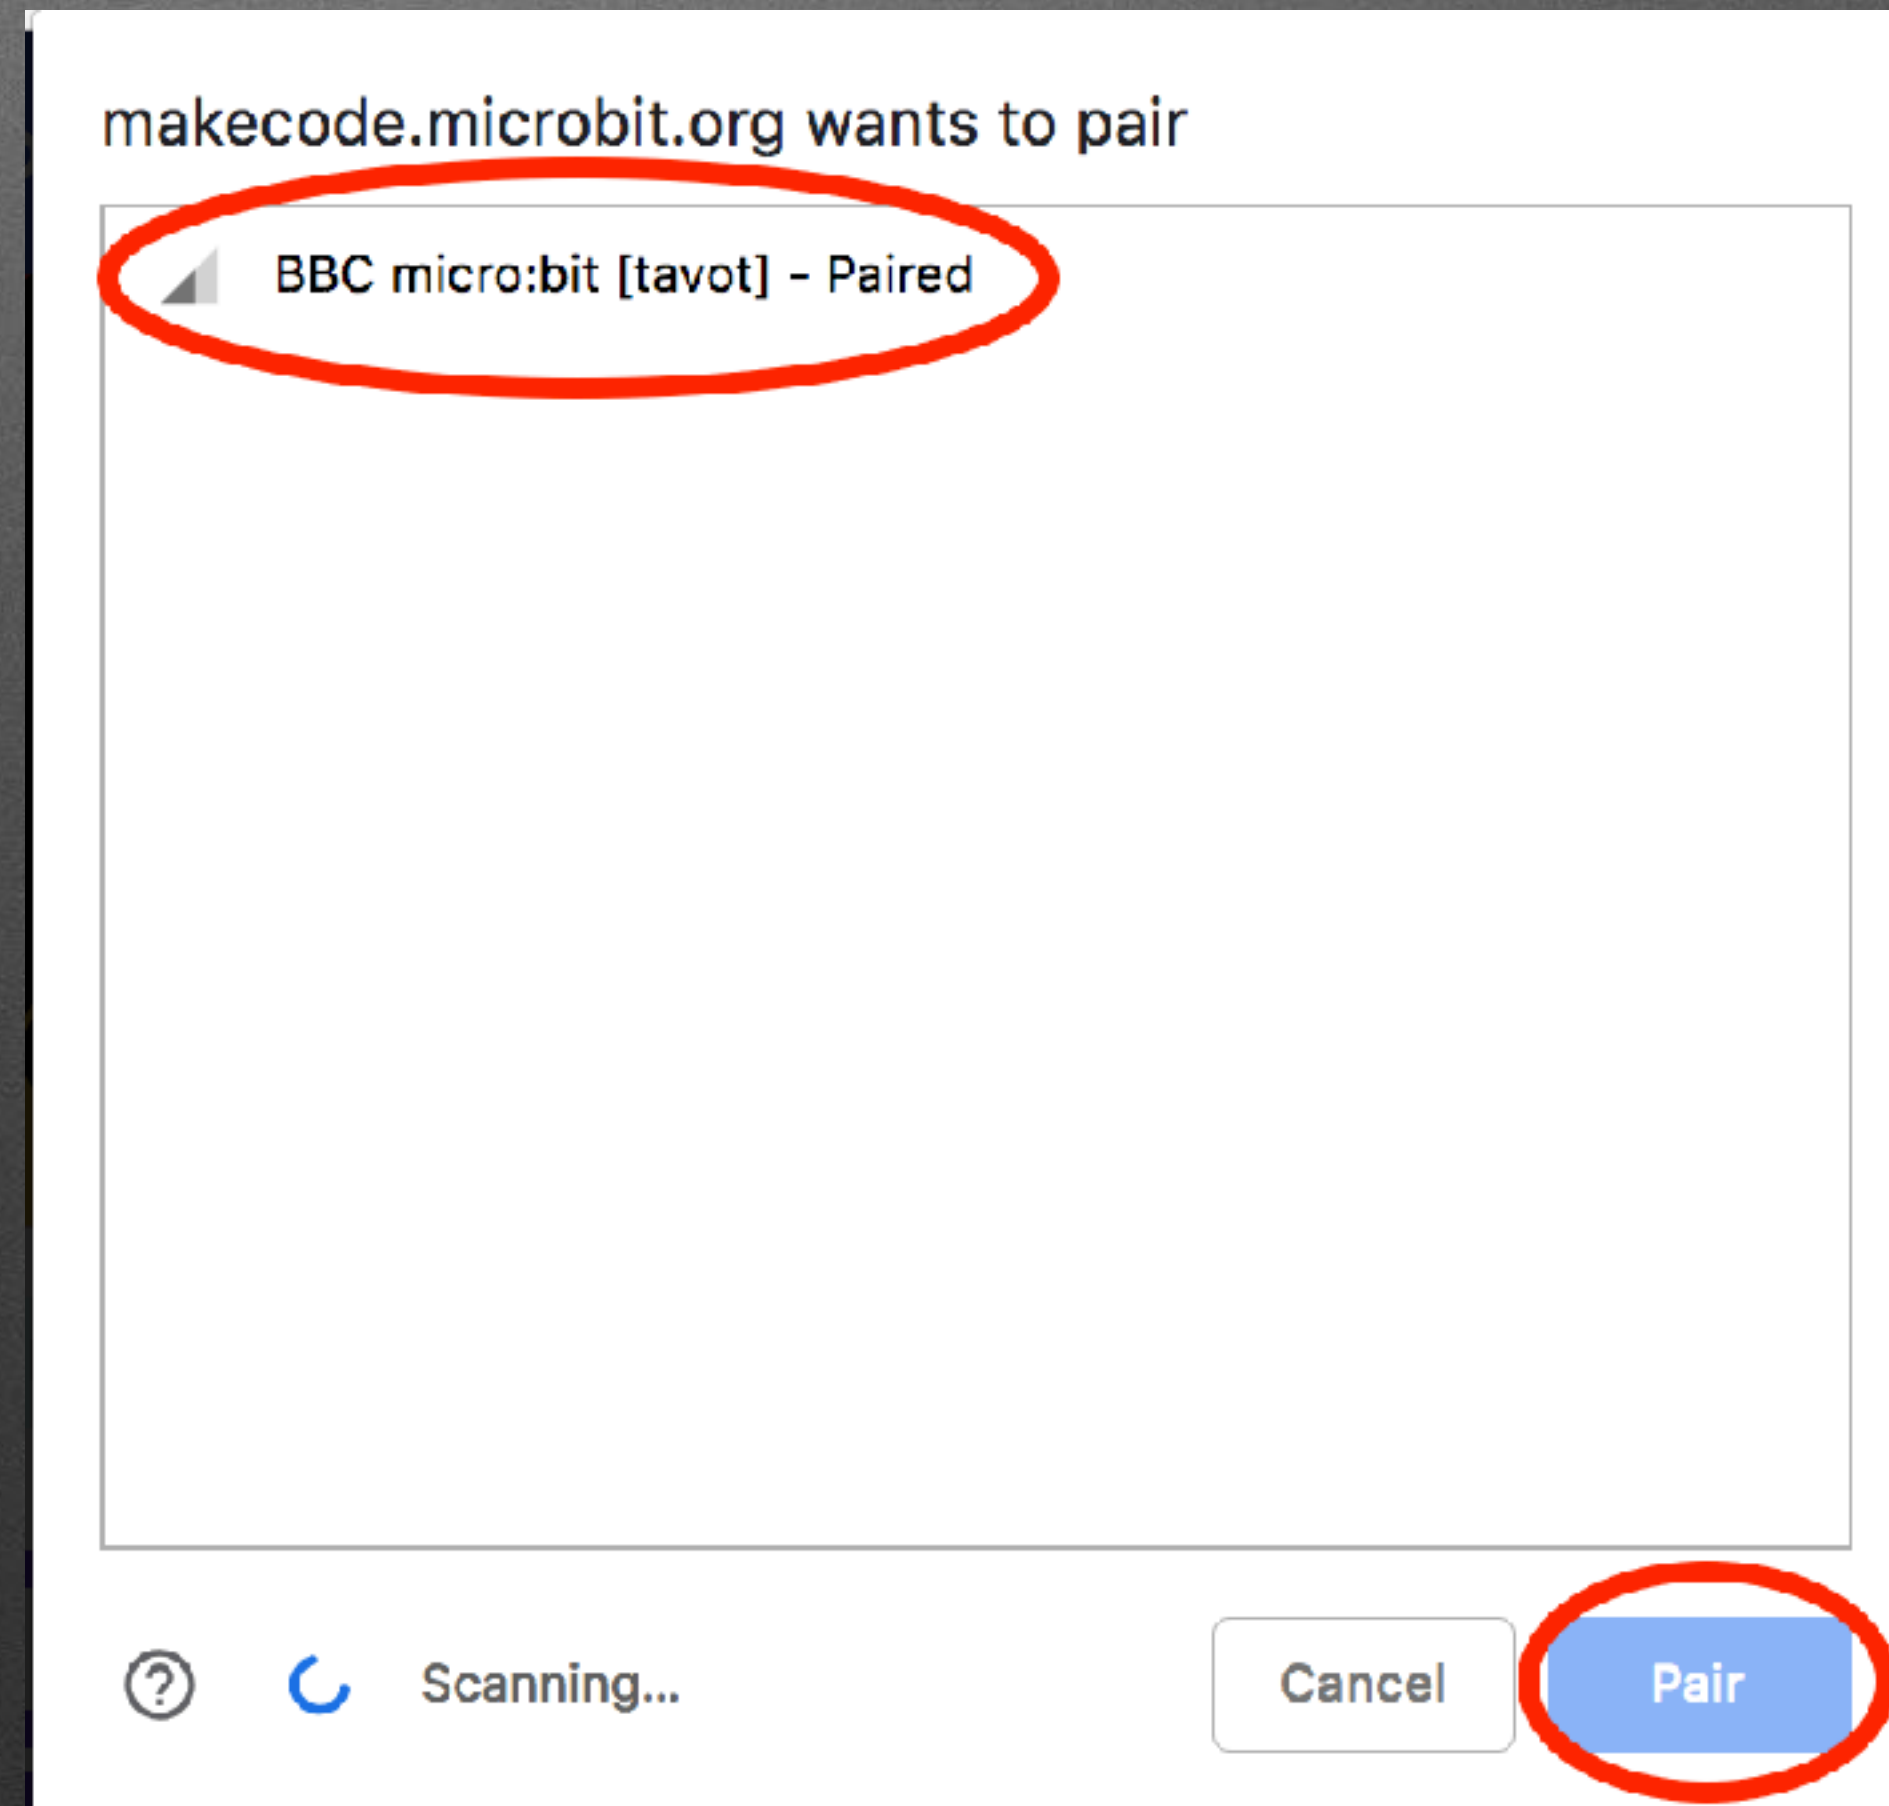 makecode.microbit.org wants to pair
BBC micro:bit [tavot] - Paired
Scanning...
Cancel
Pair